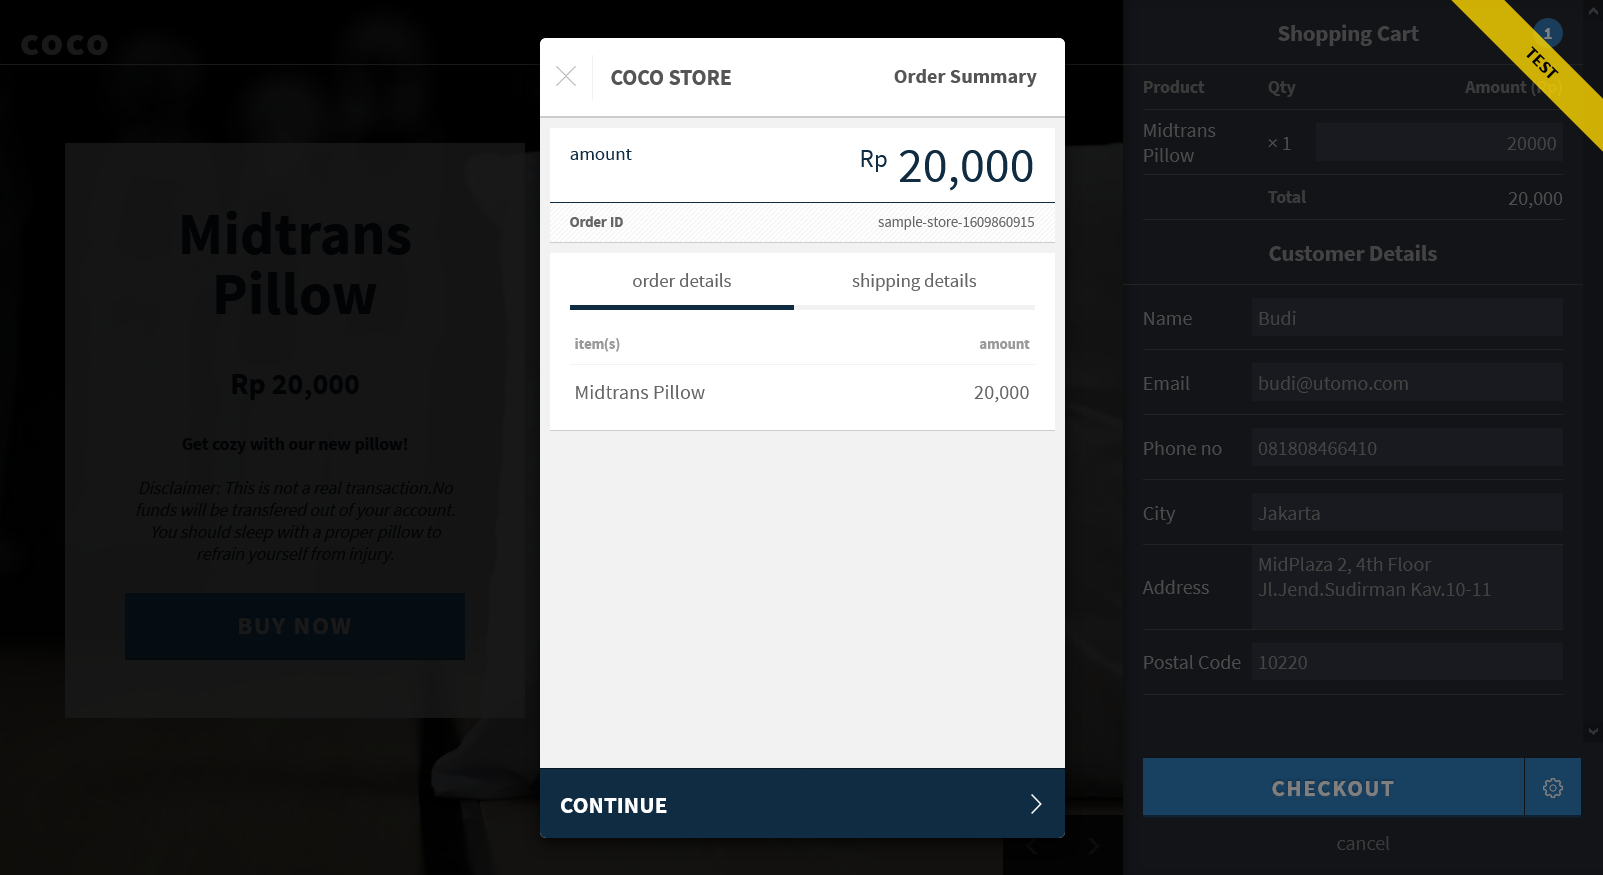 coco
Midtrans
Pillow
Rp 20,000
Get cozy with our new pillow!
Disclaimer: This is not a real transaction.No
funds will be transfered out of your account.
You should sleep with a proper pillow to
refrain yourself from injury.
BUY NOW
COCO STORE
Order Summary
amount
Rp 20,000
Order ID
sample-store-1609860915
order details
shipping details
item(s)
amount
Midtrans Pillow
20,000
CONTINUE
Shopping Cart
1
TEST
Product
Qty
Amount (Rp)
Midtrans
Pillow
× 1
20000
Total
20,000
Customer Details
Name
Budi
Email
budi@utomo.com
Phone no
081808466410
City
Jakarta
Address
MidPlaza 2, 4th Floor
Jl.Jend.Sudirman Kav.10-11
Postal Code
10220
CHECKOUT
cancel